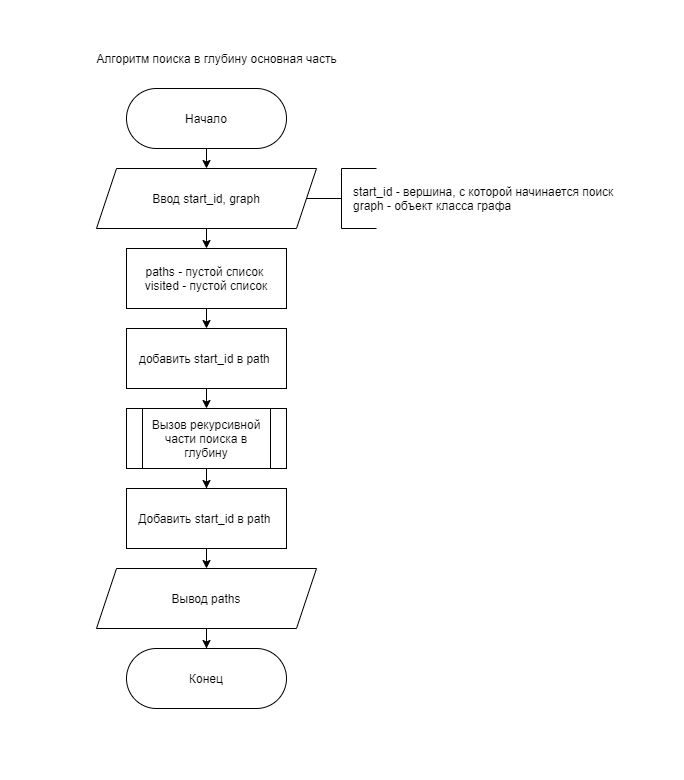 Алгоритм поиска в глубину основная часть
Начало
Ввод start_id, graph
start_id - вершина, с которой начинается поиск
graph - объект класса графа
paths - пустой список
visited - пустой список
добавить start_id в path
Вызов рекурсивной
части поиска в
глубину
Добавить start_id в path
Вывод paths
Конец